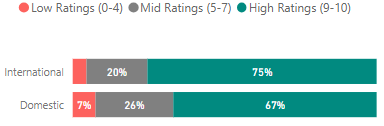 Low Ratings (0-4) Mid Ratings (5-7) High Ratings (9-10)
International 20% 75%
Domestic 7% 26% 67%